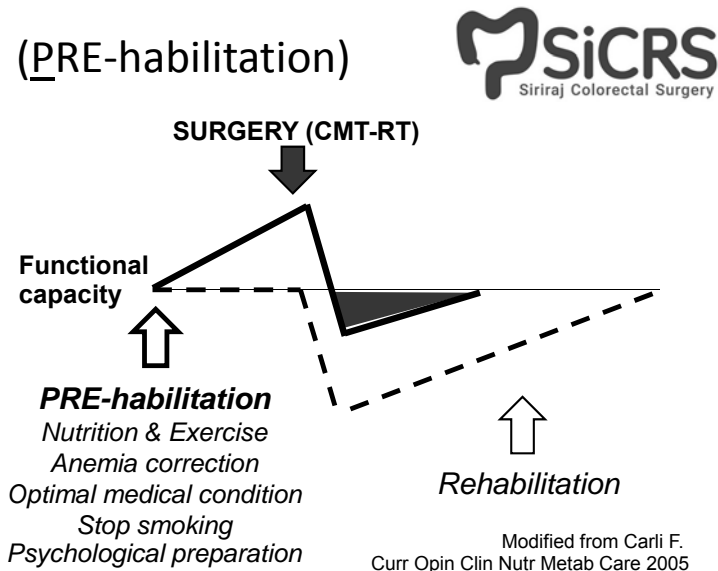 (PRE-habilitation)
SiCRS
Siriraj Colorectal Surgery
SURGERY (CMT-RT)
Functional
capacity
PRE-habilitation
Nutrition & Exercise
Anemia correction
Optimal medical condition
Stop smoking
Psychological preparation
Rehabilitation
Modified from Carli F.
Curr Opin Clin Nutr Metab Care 2005